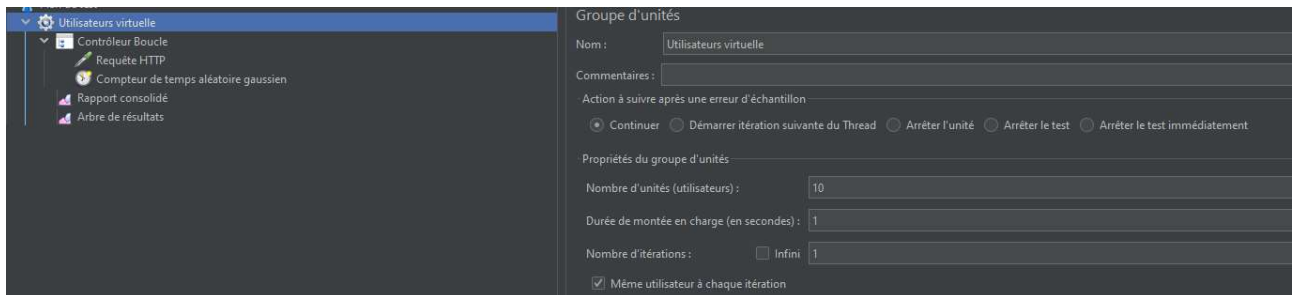 Utilisateurs virtuelle
Contrôleur Boucle
Requête HTTP
Compteur de temps aléatoire gaussien
Rapport consolidé
Arbre de résultats
Groupe d'unités
Nom : Utilisateurs virtuelle
Commentaires :
Action à suivre après une erreur d'échantillon
Continuer Démarrer itération suivante du Thread Arrêter l'unité Arrêter le test Arrêter le test immédiatement
Propriétés du groupe d'unités
Nombre d'unités (utilisateurs) : 10
Durée de montée en charge (en secondes) : 1
Nombre d'itérations : Infini 1
Même utilisateur à chaque itération